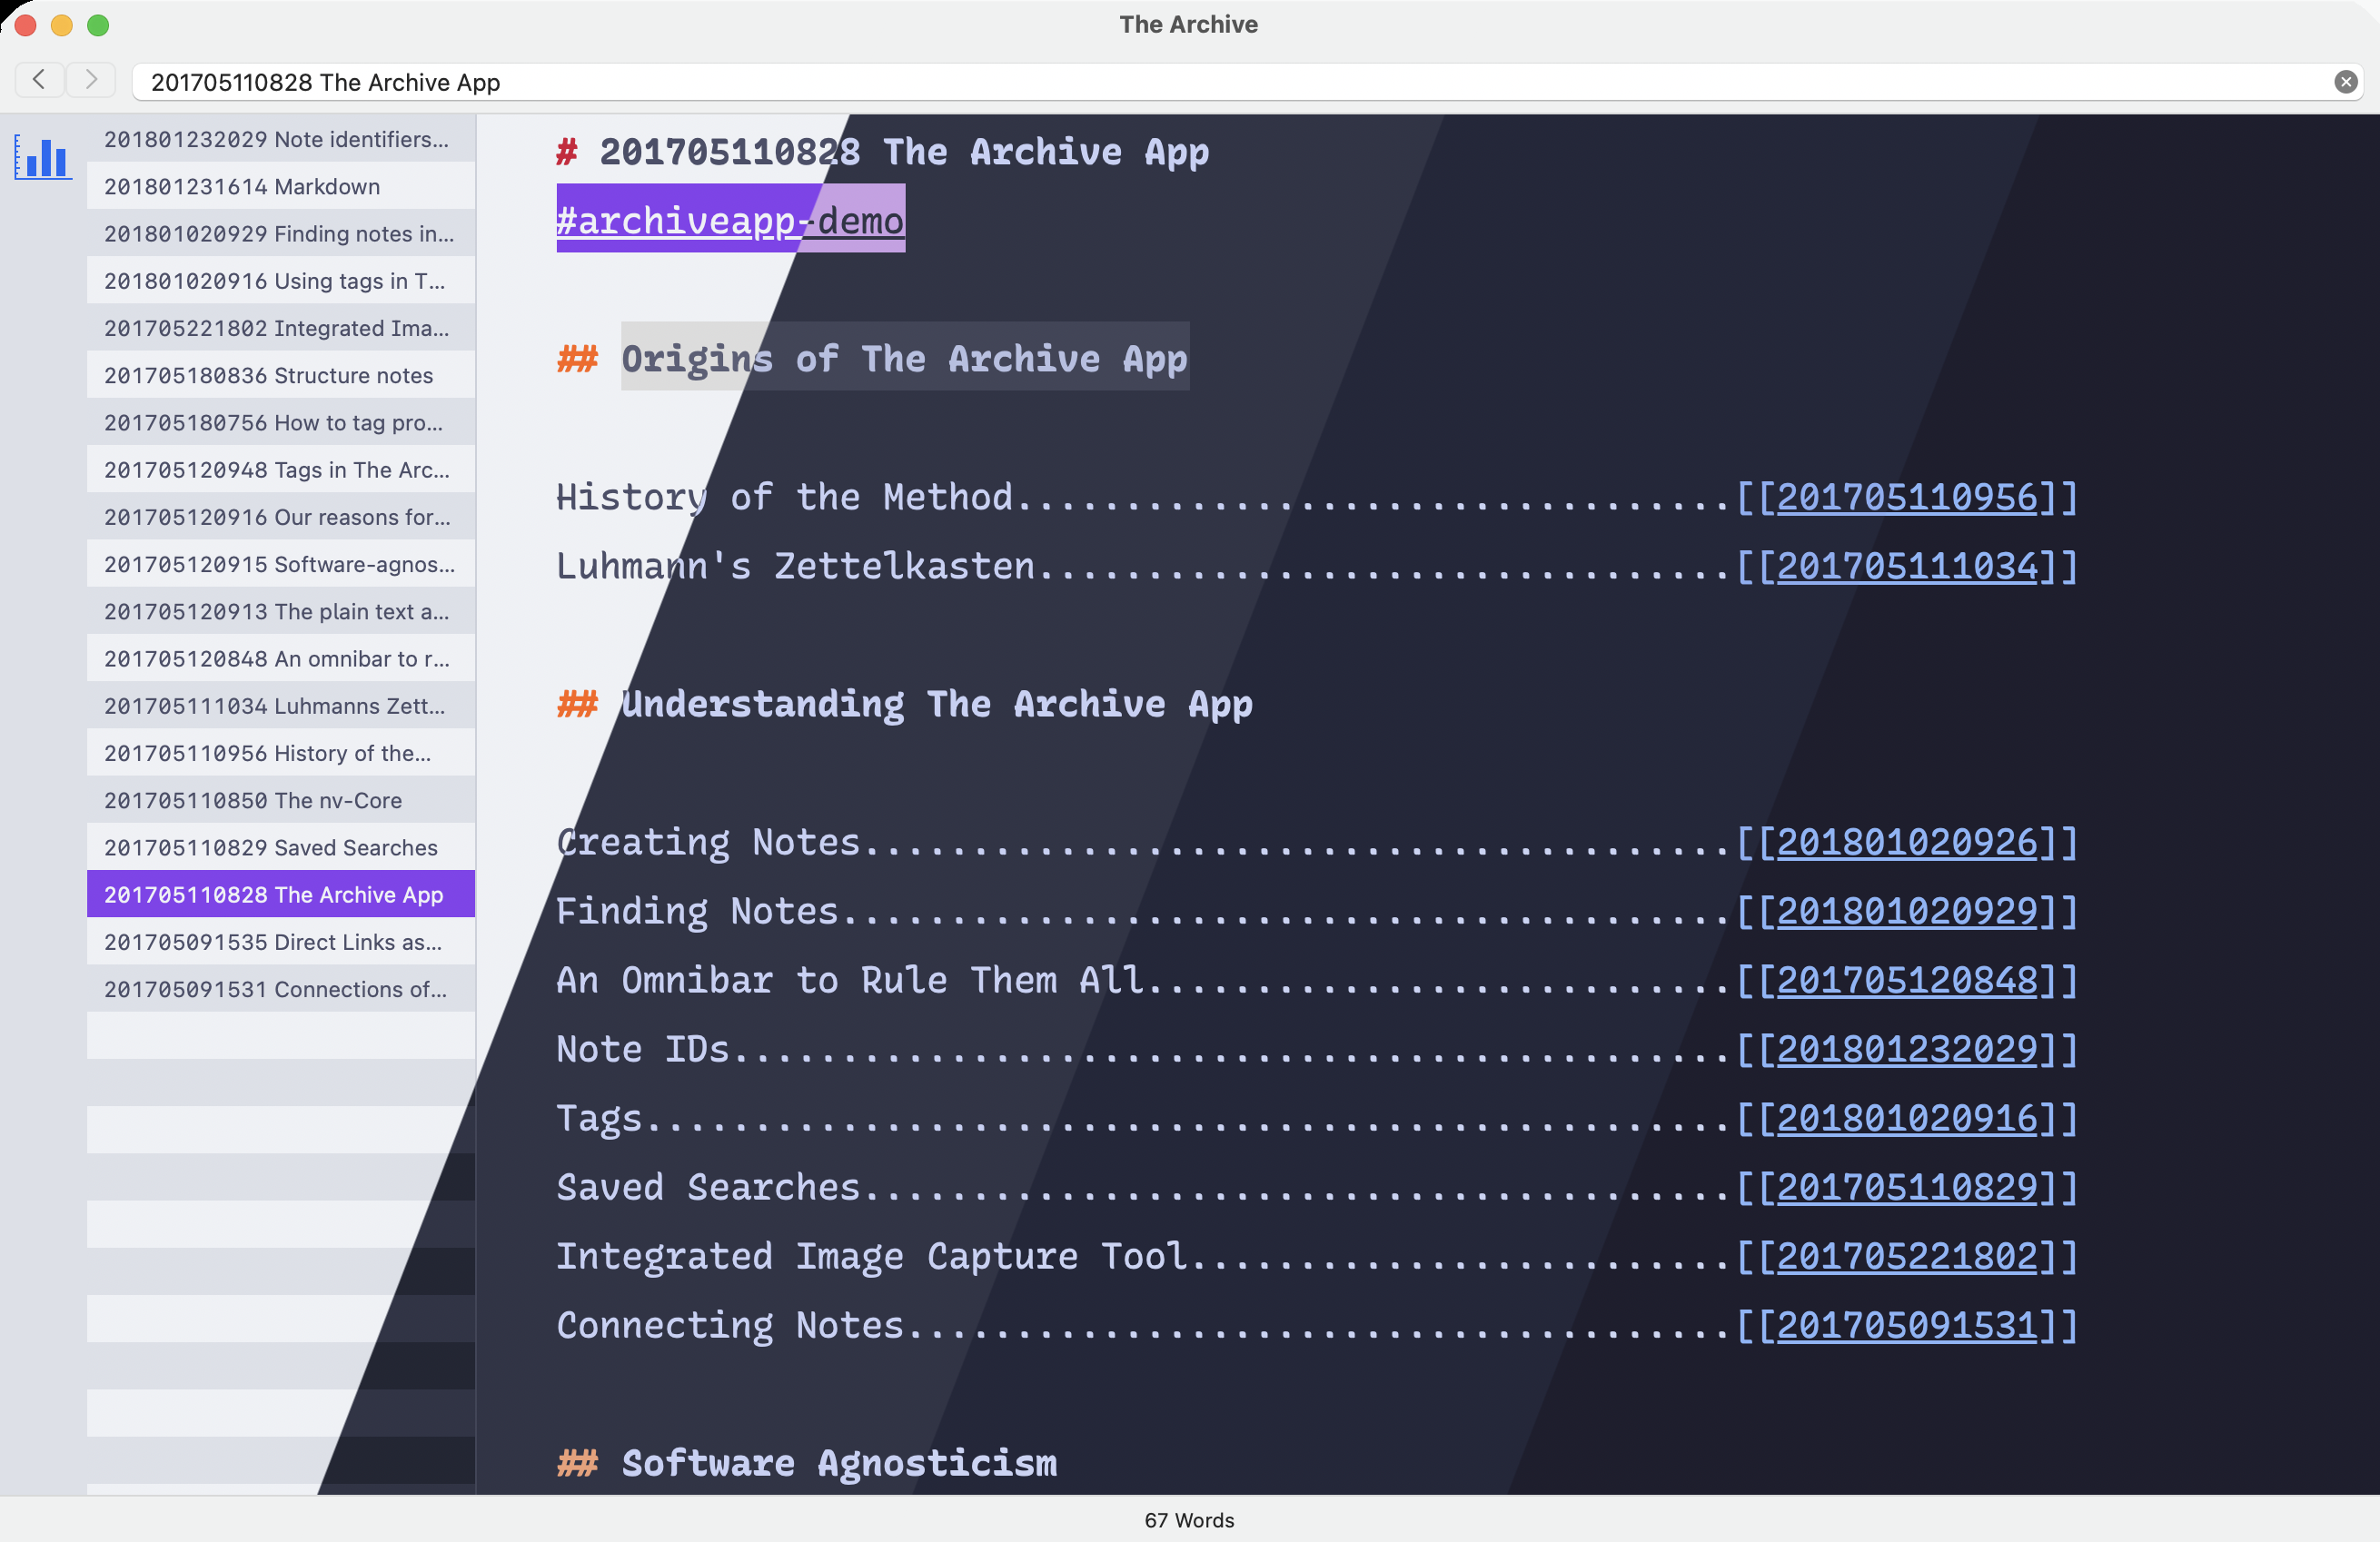 The Archive
201705110828 The Archive App
201801232029 Note identifiers...
201801231614 Markdown
201801020929 Finding notes in...
201801020916 Using tags in T...
201705221802 Integrated Ima...
201705180836 Structure notes
201705180756 How to tag pro...
201705120948 Tags in The Arc...
201705120916 Our reasons for...
201705120915 Software-agnos...
201705120913 The plain text a...
201705120848 An omnibar to r...
201705111034 Luhmanns Zett...
201705110956 History of the...
201705110850 The nv-Core
201705110829 Saved Searches
201705110828 The Archive App
201705091535 Direct Links as...
201705091531 Connections of...
# 201705110828 The Archive App
#archiveapp-demo
## Origins of The Archive App
History of the Method.................................[[201705110956]]
Luhmann's Zettelkasten................................[[201705111034]]
## Understanding The Archive App
Creating Notes........................................[[201801020926]]
Finding Notes.........................................[[201801020929]]
An Omnibar to Rule Them All...........................[[201705120848]]
Note IDs..............................................[[201801232029]]
Tags..................................................[[201801020916]]
Saved Searches........................................[[201705110829]]
Integrated Image Capture Tool.........................[[201705221802]]
Connecting Notes......................................[[201705091531]]
## Software Agnosticism
67 Words